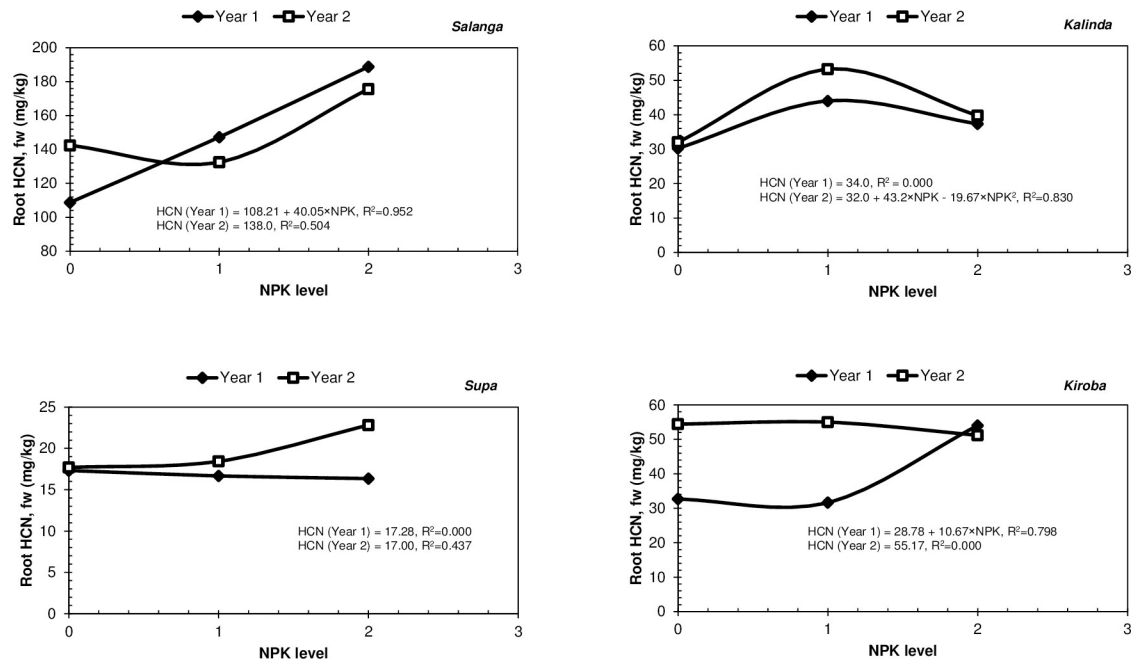 Year 1 Year 2
Salanga
Root HCN, fw (mg/kg)
200
180
160
140
120
100
80
HCN (Year 1) = 108.21 + 40.05×NPK, R²=0.952
HCN (Year 2) = 138.0, R²=0.504
0 1 2 3
NPK level
Year 1 Year 2
Kalinda
Root HCN, fw (mg/kg)
60
50
40
30
20
10
0
HCN (Year 1) = 34.0, R² = 0.000
HCN (Year 2) = 32.0 + 43.2×NPK - 19.67×NPK², R²=0.830
0 1 2 3
NPK level
Year 1 Year 2
Supa
Root HCN, fw (mg/kg)
25
20
15
10
5
0
HCN (Year 1) = 17.28, R²=0.000
HCN (Year 2) = 17.00, R²=0.437
0 1 2 3
NPK level
Year 1 Year 2
Kiroba
Root HCN, fw (mg/kg)
60
50
40
30
20
10
0
HCN (Year 1) = 28.78 + 10.67×NPK, R²=0.798
HCN (Year 2) = 55.17, R²=0.000
0 1 2 3
NPK level